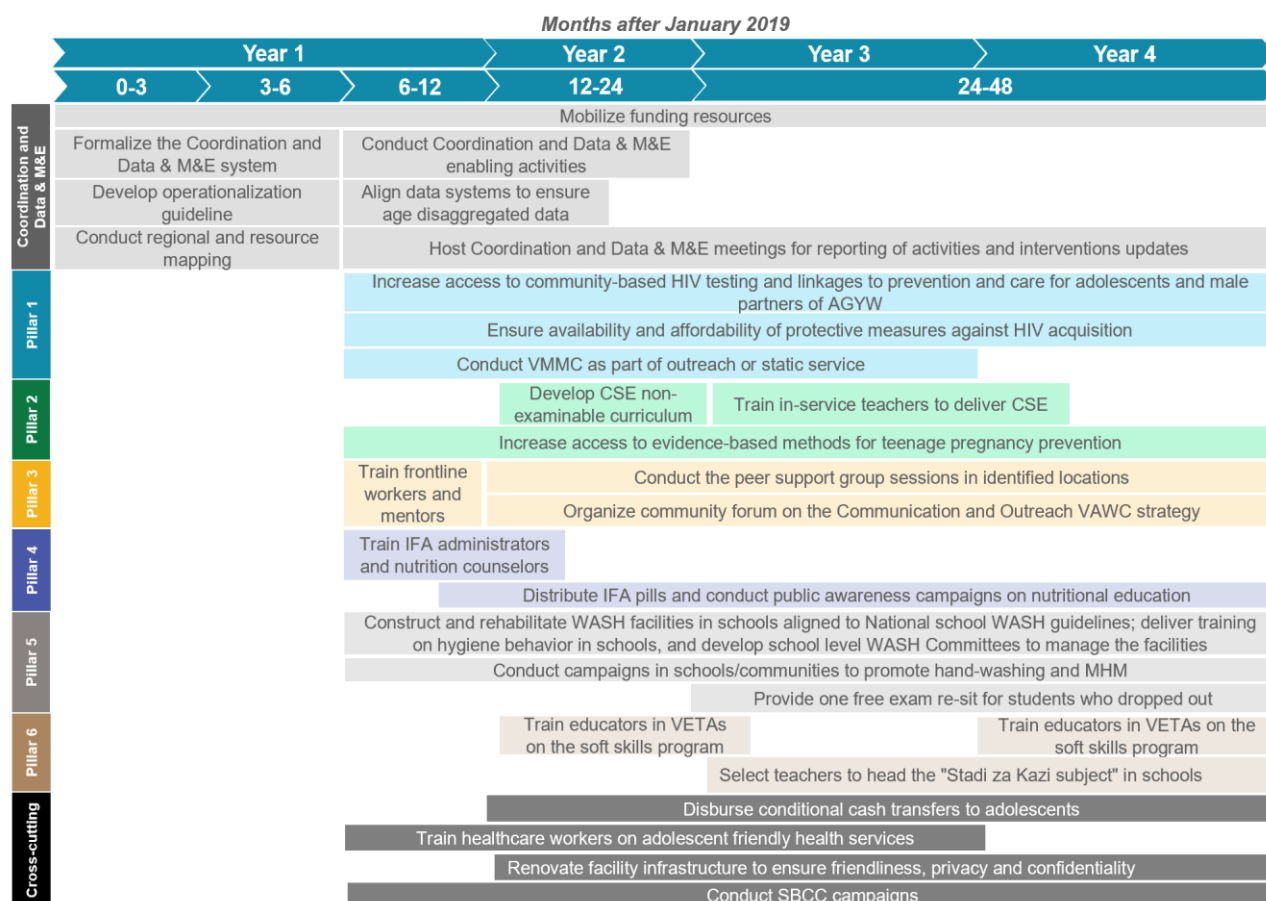 Months after January 2019
Year 1
Year 2
Year 3
Year 4
0-3
3-6
6-12
12-24
24-48
Coordination and
Data & M&E
Mobilize funding resources
Formalize the Coordination and
Data & M&E system
Conduct Coordination and Data & M&E
enabling activities
Develop operationalization
guideline
Align data systems to ensure
age disaggregated data
Conduct regional and resource
mapping
Host Coordination and Data & M&E meetings for reporting of activities and interventions updates
Pillar 1
Increase access to community-based HIV testing and linkages to prevention and care for adolescents and male
partners of AGYW
Ensure availability and affordability of protective measures against HIV acquisition
Conduct VMMC as part of outreach or static service
Pillar 2
Develop CSE non-
examinable curriculum
Train in-service teachers to deliver CSE
Increase access to evidence-based methods for teenage pregnancy prevention
Pillar 3
Train frontline
workers and
mentors
Conduct the peer support group sessions in identified locations
Organize community forum on the Communication and Outreach VAWC strategy
Pillar 4
Train IFA administrators
and nutrition counselors
Distribute IFA pills and conduct public awareness campaigns on nutritional education
Pillar 5
Construct and rehabilitate WASH facilities in schools aligned to National school WASH guidelines; deliver training
on hygiene behavior in schools, and develop school level WASH Committees to manage the facilities
Conduct campaigns in schools/communities to promote hand-washing and MHM
Provide one free exam re-sit for students who dropped out
Pillar 6
Train educators in VETAs
on the soft skills program
Train educators in VETAs on the
soft skills program
Select teachers to head the "Stadi za Kazi subject" in schools
Cross-cutting
Disburse conditional cash transfers to adolescents
Train healthcare workers on adolescent friendly health services
Renovate facility infrastructure to ensure friendliness, privacy and confidentiality
Conduct SBCC campaigns